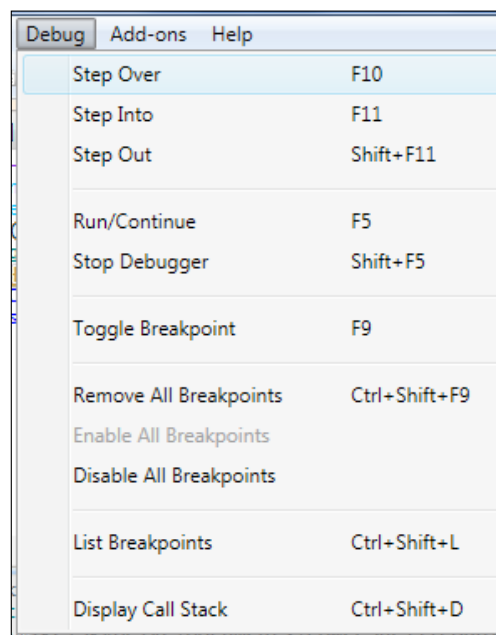 Debug Add-ons Help
Step Over F10
Step Into F11
Step Out Shift+F11
Run/Continue F5
Stop Debugger Shift+F5
Toggle Breakpoint F9
Remove All Breakpoints Ctrl+Shift+F9
Enable All Breakpoints
Disable All Breakpoints
List Breakpoints Ctrl+Shift+L
Display Call Stack Ctrl+Shift+D